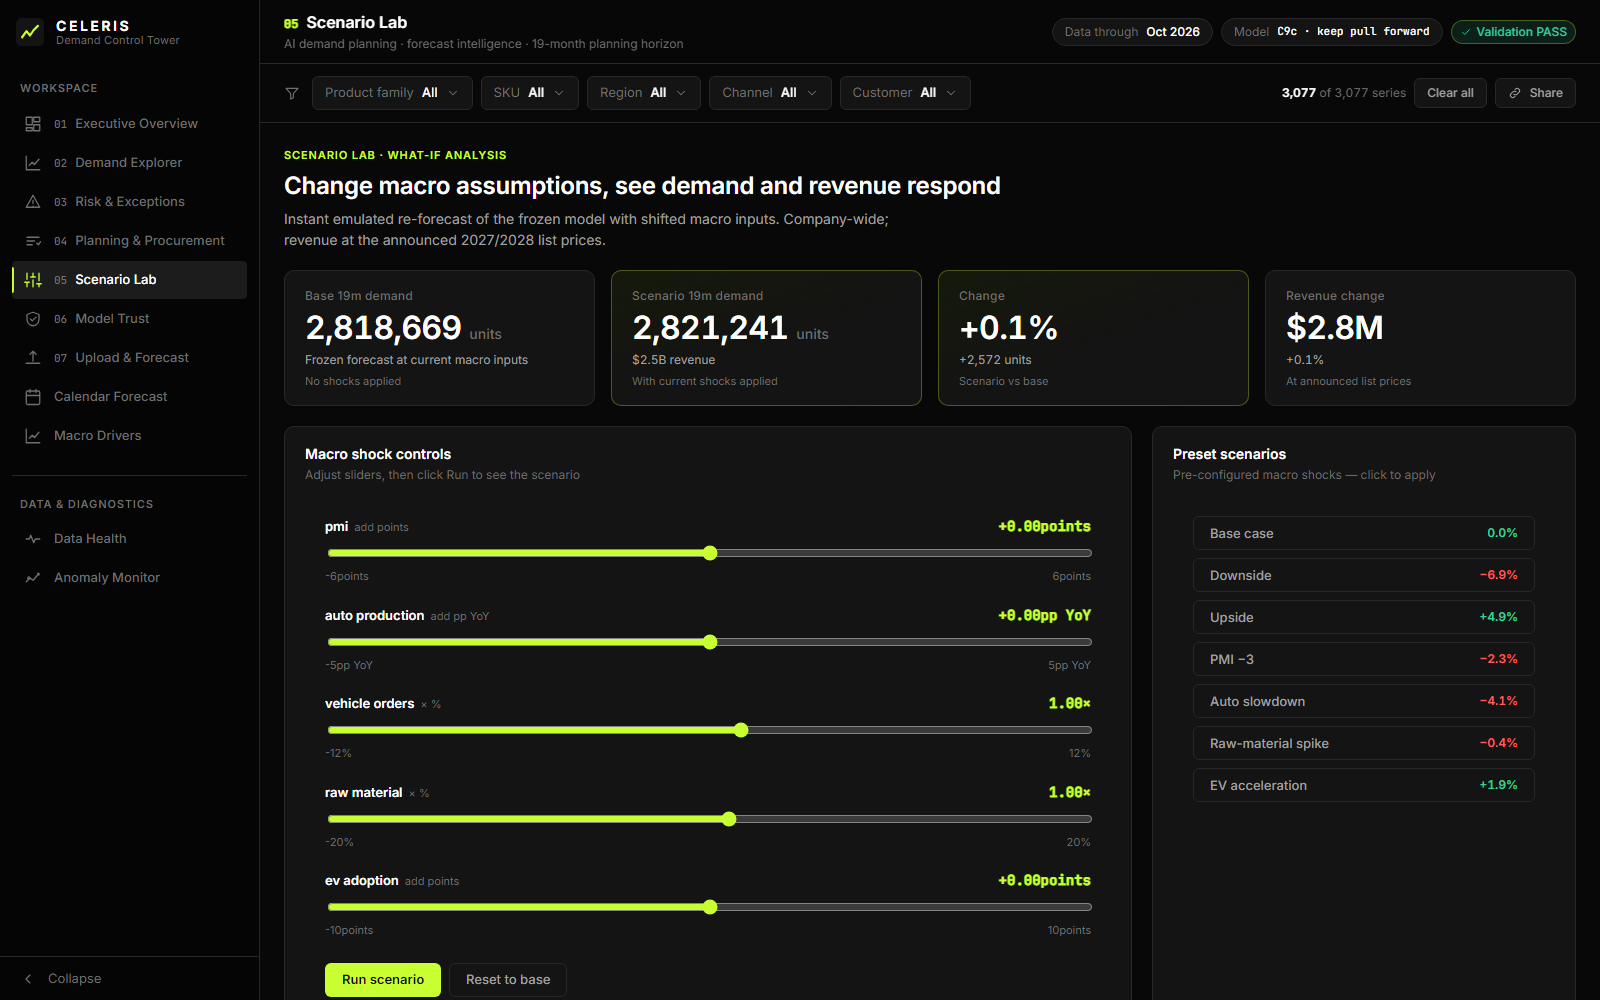 CELERIS
Demand Control Tower
WORKSPACE
01 Executive Overview
02 Demand Explorer
03 Risk & Exceptions
04 Planning & Procurement
05 Scenario Lab
06 Model Trust
07 Upload & Forecast
Calendar Forecast
Macro Drivers
DATA & DIAGNOSTICS
Data Health
Anomaly Monitor
Collapse
05 Scenario Lab
AI demand planning · forecast intelligence · 19-month planning horizon
Data through Oct 2026
Model C9c · keep pull forward
Validation PASS
Product family All
SKU All
Region All
Channel All
Customer All
3,077 of 3,077 series
Clear all
Share
SCENARIO LAB · WHAT-IF ANALYSIS
Change macro assumptions, see demand and revenue respond
Instant emulated re-forecast of the frozen model with shifted macro inputs. Company-wide;
revenue at the announced 2027/2028 list prices.
Base 19m demand
2,818,669 units
Frozen forecast at current macro inputs
No shocks applied
Scenario 19m demand
2,821,241 units
$2.5B revenue
With current shocks applied
Change
+0.1%
+2,572 units
Scenario vs base
Revenue change
$2.8M
+0.1%
At announced list prices
Macro shock controls
Adjust sliders, then click Run to see the scenario
pmi add points +0.00points
-6points 6points
auto production add pp YoY +0.00pp YoY
-5pp YoY 5pp YoY
vehicle orders × % 1.00×
-12% 12%
raw material × % 1.00×
-20% 20%
ev adoption add points +0.00points
-10points 10points
Run scenario
Reset to base
Preset scenarios
Pre-configured macro shocks — click to apply
Base case 0.0%
Downside −6.9%
Upside +4.9%
PMI −3 −2.3%
Auto slowdown −4.1%
Raw-material spike −0.4%
EV acceleration +1.9%